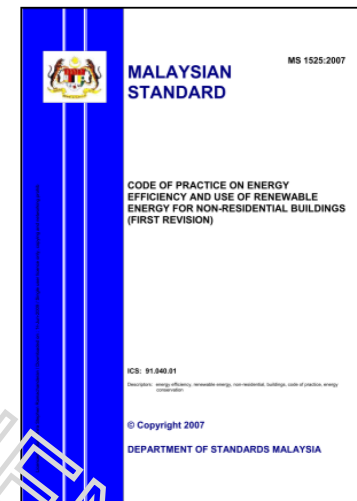 MS 1525:2007
MALAYSIAN
STANDARD
CODE OF PRACTICE ON ENERGY
EFFICIENCY AND USE OF RENEWABLE
ENERGY FOR NON-RESIDENTIAL BUILDINGS
(FIRST REVISION)
ICS: 91.040.01
Descriptors: energy efficiency, renewable energy, non-residential, buildings, code of practice, energy
conservation
© Copyright 2007
DEPARTMENT OF STANDARDS MALAYSIA